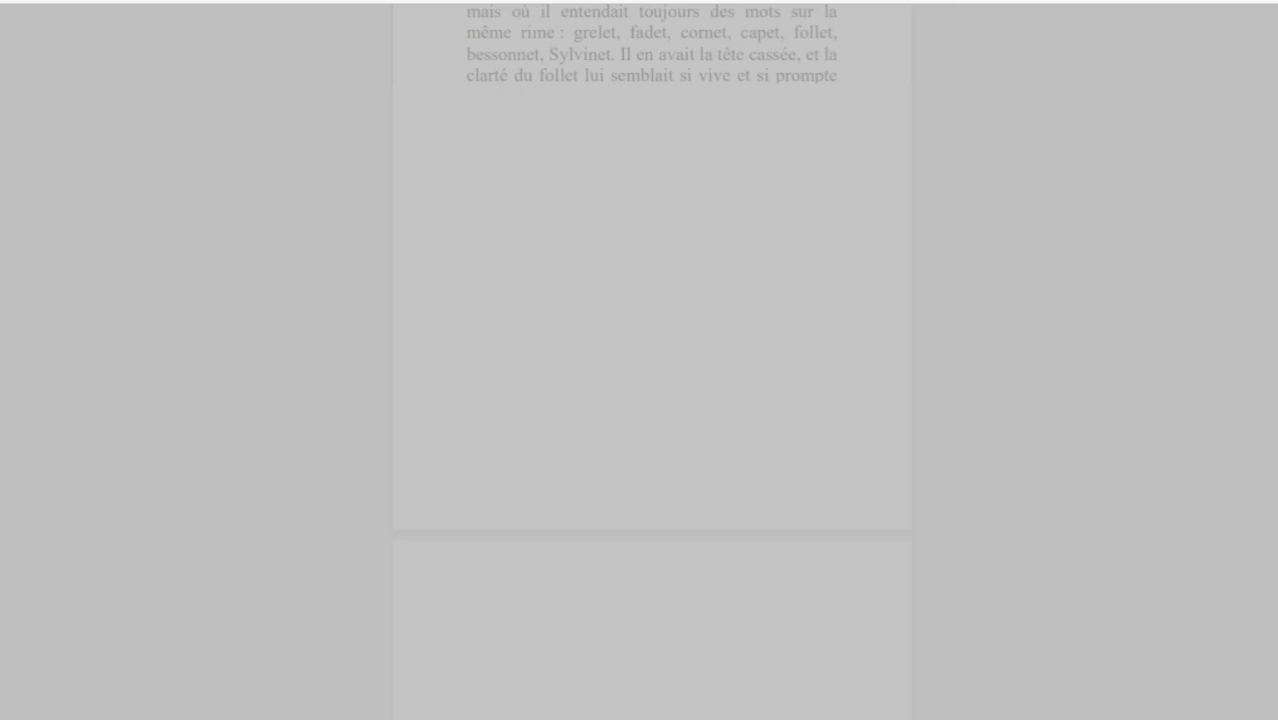 mais où il entendait toujours des mots sur la
même rime : grelet, fadet, cornet, capet, follet,
bessonnet, Sylvinet. Il en avait la tête cassée, et la
clarté du follet lui semblait si vive et si prompte